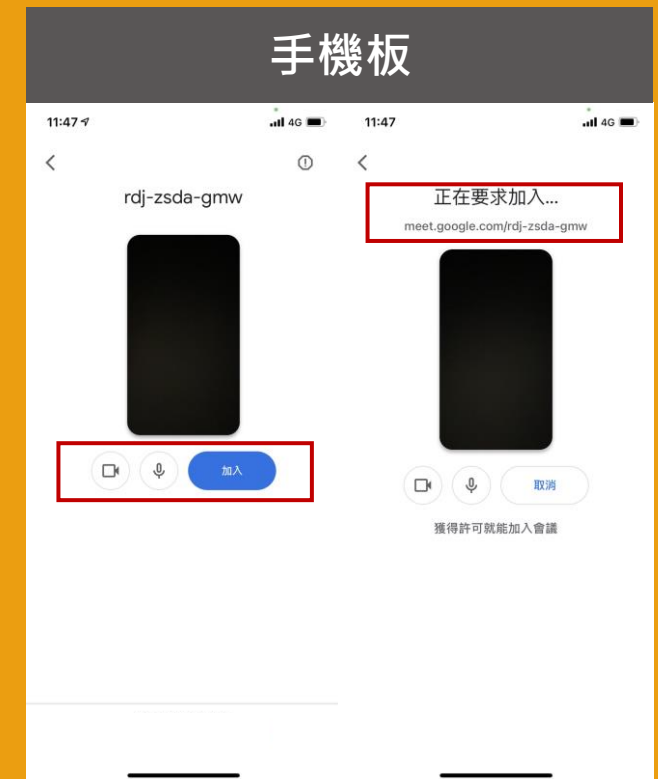 手機板
11:47
4G
rdj-zsda-gmw
加入
11:47
4G
正在要求加入...
meet.google.com/rdj-zsda-gmw
取消
獲得許可就能加入會議